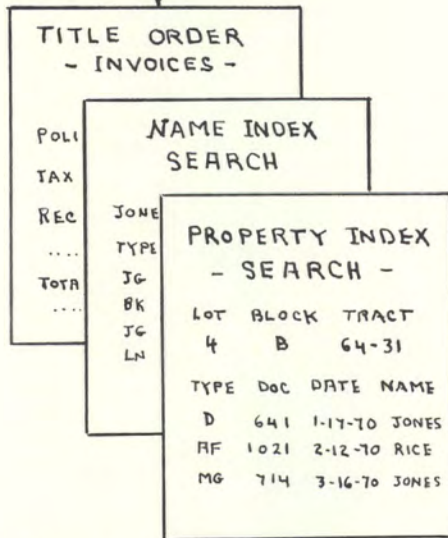 TITLE ORDER
- INVOICES -
POLI
TAX
REC
....
TOTA
....
NAME INDEX
SEARCH
JONE
TYPE
JG
BK
JG
LN
PROPERTY INDEX
- SEARCH -
LOT BLOCK TRACT
4 B 64-31
TYPE DOC DATE NAME
D 641 1-17-70 JONES
AF 1021 2-12-70 RICE
MG 714 3-16-70 JONES